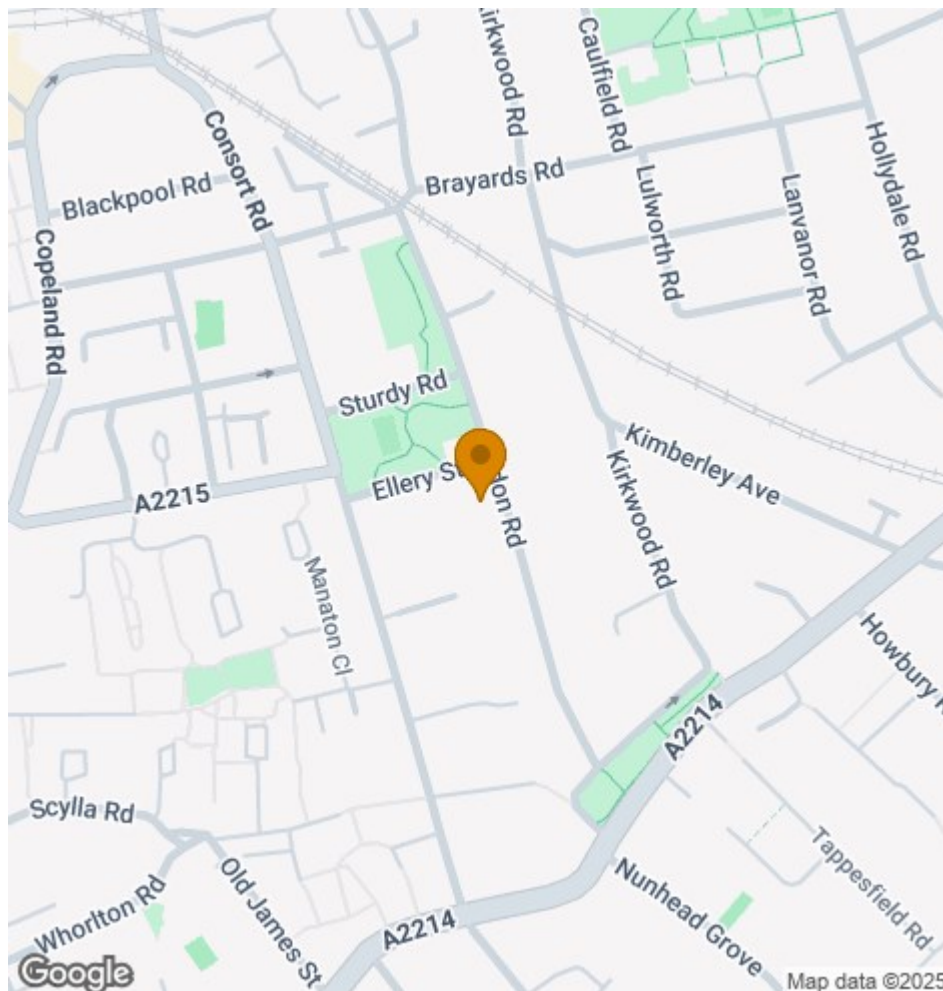 Kirkwood Rd
Caulfield Rd
Consort Rd
Brayards Rd
Blackpool Rd
Lulworth Rd
Lanvanor Rd
Hollydale Rd
Copeland Rd
Sturdy Rd
Kimberley Ave
Ellery S
don Rd
A2215
Kirkwood Rd
Manaton Cl
Howbury R
A2214
Scylla Rd
Tappesfield Rd
Old James St
Whorlton Rd
Nunhead Grove
A2214
Google
Map data ©2025